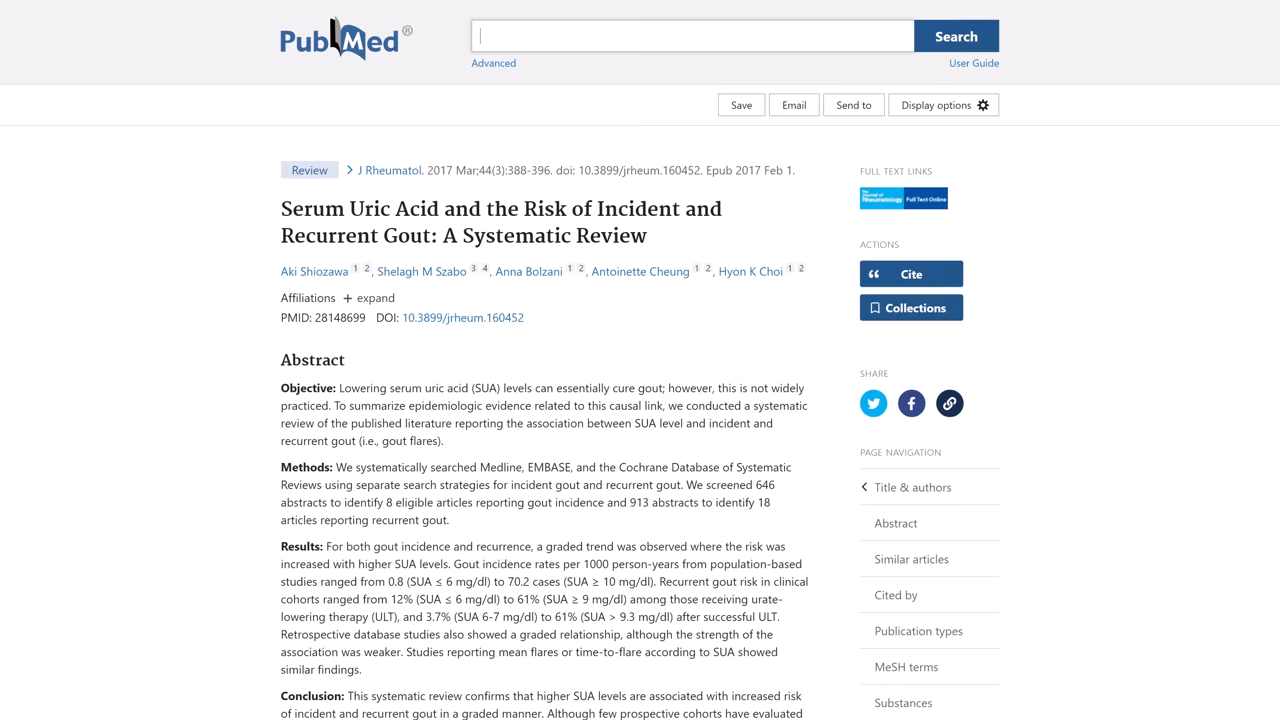 PubMed®
Search
Advanced
User Guide
Save
Email
Send to
Display options
Review
J Rheumatol. 2017 Mar;44(3):388-396. doi: 10.3899/jrheum.160452. Epub 2017 Feb 1.
Serum Uric Acid and the Risk of Incident and
Recurrent Gout: A Systematic Review
Aki Shiozawa 1 2, Shelagh M Szabo 3 4, Anna Bolzani 1 2, Antoinette Cheung 1 2, Hyon K Choi 1 2
Affiliations + expand
PMID: 28148699 DOI: 10.3899/jrheum.160452
Abstract
Objective: Lowering serum uric acid (SUA) levels can essentially cure gout; however, this is not widely
practiced. To summarize epidemiologic evidence related to this causal link, we conducted a systematic
review of the published literature reporting the association between SUA level and incident and
recurrent gout (i.e., gout flares).
Methods: We systematically searched Medline, EMBASE, and the Cochrane Database of Systematic
Reviews using separate search strategies for incident gout and recurrent gout. We screened 646
abstracts to identify 8 eligible articles reporting gout incidence and 913 abstracts to identify 18
articles reporting recurrent gout.
Results: For both gout incidence and recurrence, a graded trend was observed where the risk was
increased with higher SUA levels. Gout incidence rates per 1000 person-years from population-based
studies ranged from 0.8 (SUA ≤ 6 mg/dl) to 70.2 cases (SUA ≥ 10 mg/dl). Recurrent gout risk in clinical
cohorts ranged from 12% (SUA ≤ 6 mg/dl) to 61% (SUA ≥ 9 mg/dl) among those receiving urate-
lowering therapy (ULT), and 3.7% (SUA 6-7 mg/dl) to 61% (SUA > 9.3 mg/dl) after successful ULT.
Retrospective database studies also showed a graded relationship, although the strength of the
association was weaker. Studies reporting mean flares or time-to-flare according to SUA showed
similar findings.
Conclusion: This systematic review confirms that higher SUA levels are associated with increased risk
of incident and recurrent gout in a graded manner. Although few prospective cohorts have evaluated
FULL TEXT LINKS
The Journal of Rheumatology Full Text Online
ACTIONS
Cite
Collections
SHARE
PAGE NAVIGATION
Title & authors
Abstract
Similar articles
Cited by
Publication types
MeSH terms
Substances